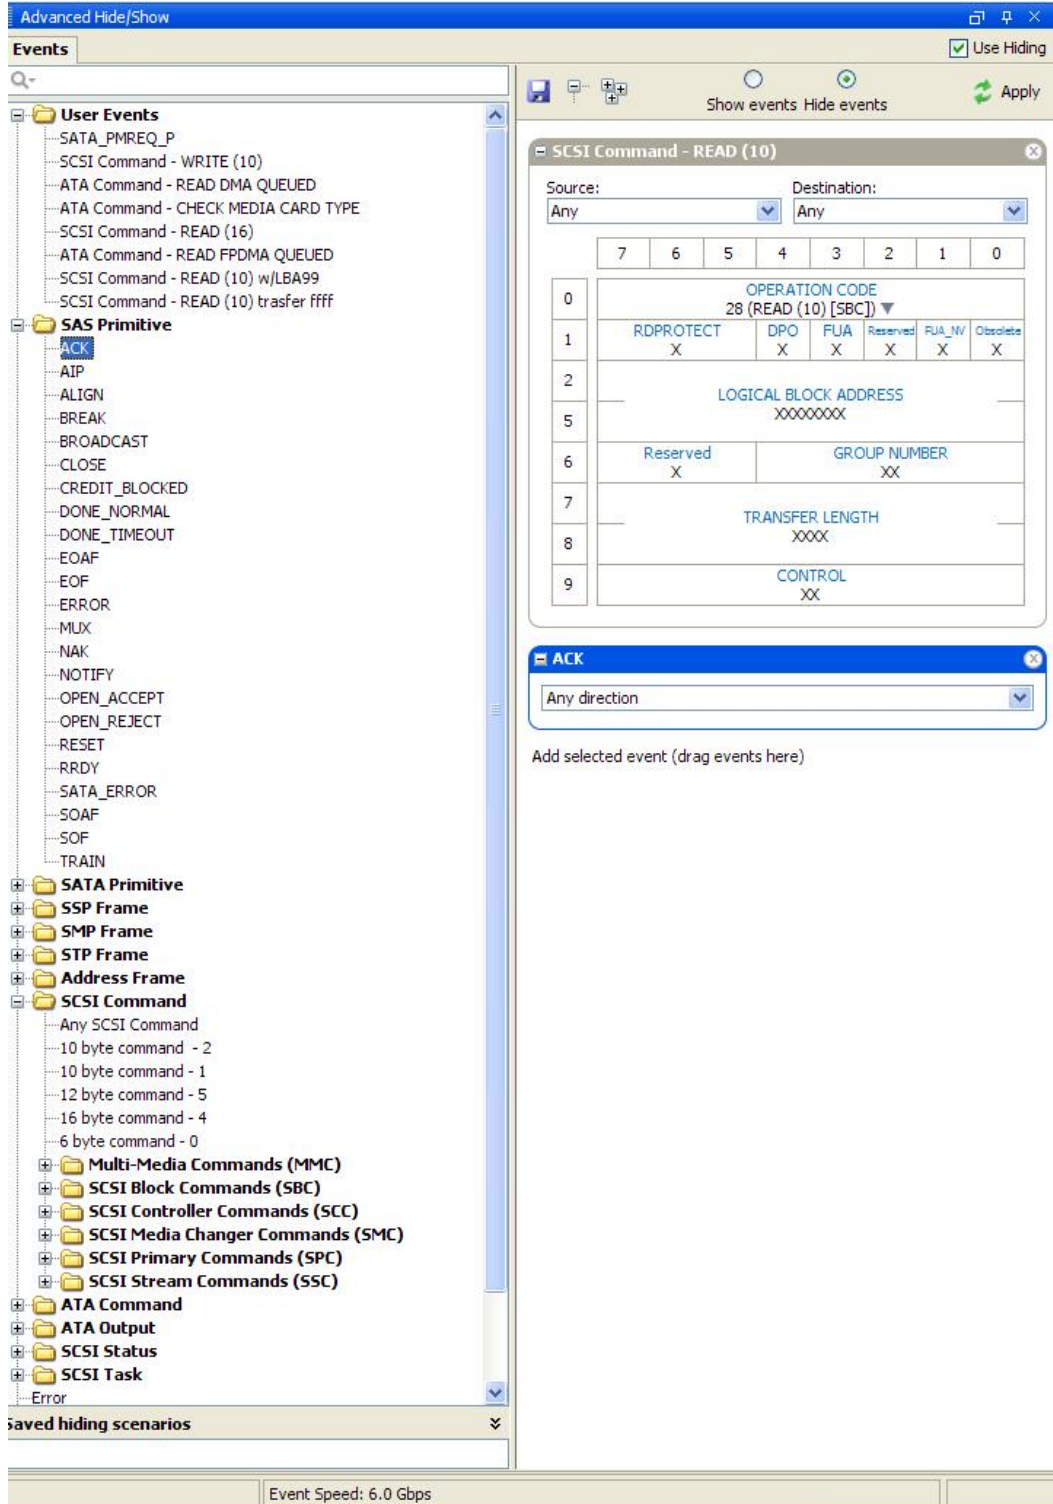 Advanced Hide/Show
Events
Use Hiding
User Events
SATA_PMREQ_P
SCSI Command - WRITE (10)
ATA Command - READ DMA QUEUED
ATA Command - CHECK MEDIA CARD TYPE
SCSI Command - READ (16)
ATA Command - READ FPDMA QUEUED
SCSI Command - READ (10) w/LBA99
SCSI Command - READ (10) trasfer ffff
SAS Primitive
ACK
AIP
ALIGN
BREAK
BROADCAST
CLOSE
CREDIT_BLOCKED
DONE_NORMAL
DONE_TIMEOUT
EOAF
EOF
ERROR
MUX
NAK
NOTIFY
OPEN_ACCEPT
OPEN_REJECT
RESET
RRDY
SATA_ERROR
SOAF
SOF
TRAIN
SATA Primitive
SSP Frame
SMP Frame
STP Frame
Address Frame
SCSI Command
Any SCSI Command
10 byte command - 2
10 byte command - 1
12 byte command - 5
16 byte command - 4
6 byte command - 0
Multi-Media Commands (MMC)
SCSI Block Commands (SBC)
SCSI Controller Commands (SCC)
SCSI Media Changer Commands (SMC)
SCSI Primary Commands (SPC)
SCSI Stream Commands (SSC)
ATA Command
ATA Output
SCSI Status
SCSI Task
Error
Saved hiding scenarios
Show events Hide events
Apply
SCSI Command - READ (10)
Source: Destination:
Any Any
7 6 5 4 3 2 1 0
0 OPERATION CODE
28 (READ (10) [SBC])
1 RDPROTECT DPO FUA Reserved FUA_NV Obsolete
X X X X X X
2
LOGICAL BLOCK ADDRESS
XXXXXXXX
5
6 Reserved GROUP NUMBER
X XX
7
TRANSFER LENGTH
XXXX
8
9 CONTROL
XX
ACK
Any direction
Add selected event (drag events here)
Event Speed: 6.0 Gbps